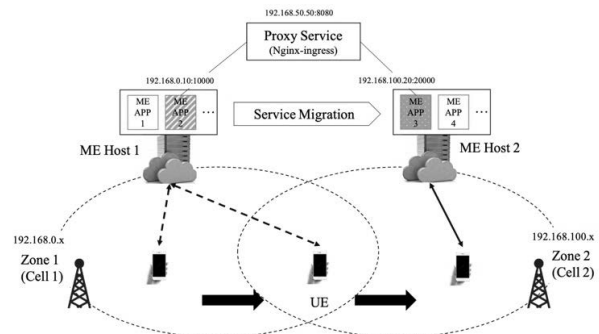 192.168.50.50:8080
Proxy Service
(Nginx-ingress)
192.168.0.10:10000
192.168.100.20:20000
ME
APP
1
ME
APP
2
...
Service Migration
ME
APP
3
ME
APP
4
...
ME Host 1
ME Host 2
192.168.0.x
192.168.100.x
Zone 1
(Cell 1)
Zone 2
(Cell 2)
UE